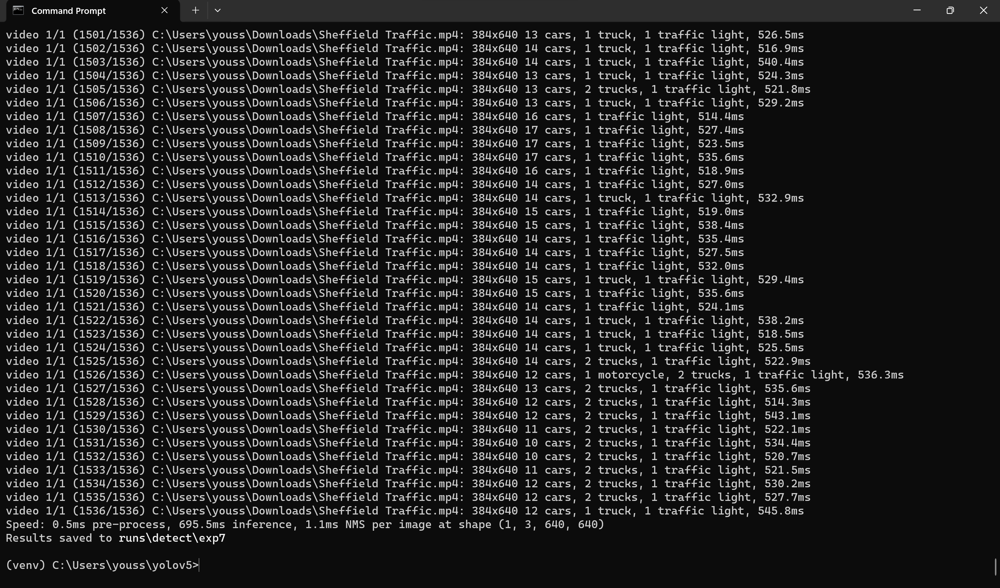 Command Prompt
video 1/1 (1501/1536) C:\Users\youss\Downloads\Sheffield Traffic.mp4: 384x640 13 cars, 1 truck, 1 traffic light, 526.5ms
video 1/1 (1502/1536) C:\Users\youss\Downloads\Sheffield Traffic.mp4: 384x640 14 cars, 1 truck, 1 traffic light, 516.9ms
video 1/1 (1503/1536) C:\Users\youss\Downloads\Sheffield Traffic.mp4: 384x640 14 cars, 1 truck, 1 traffic light, 540.4ms
video 1/1 (1504/1536) C:\Users\youss\Downloads\Sheffield Traffic.mp4: 384x640 13 cars, 1 truck, 1 traffic light, 524.3ms
video 1/1 (1505/1536) C:\Users\youss\Downloads\Sheffield Traffic.mp4: 384x640 13 cars, 2 trucks, 1 traffic light, 521.8ms
video 1/1 (1506/1536) C:\Users\youss\Downloads\Sheffield Traffic.mp4: 384x640 13 cars, 1 truck, 1 traffic light, 529.2ms
video 1/1 (1507/1536) C:\Users\youss\Downloads\Sheffield Traffic.mp4: 384x640 16 cars, 1 traffic light, 514.4ms
video 1/1 (1508/1536) C:\Users\youss\Downloads\Sheffield Traffic.mp4: 384x640 17 cars, 1 traffic light, 527.4ms
video 1/1 (1509/1536) C:\Users\youss\Downloads\Sheffield Traffic.mp4: 384x640 17 cars, 1 traffic light, 523.5ms
video 1/1 (1510/1536) C:\Users\youss\Downloads\Sheffield Traffic.mp4: 384x640 17 cars, 1 traffic light, 535.6ms
video 1/1 (1511/1536) C:\Users\youss\Downloads\Sheffield Traffic.mp4: 384x640 16 cars, 1 traffic light, 518.9ms
video 1/1 (1512/1536) C:\Users\youss\Downloads\Sheffield Traffic.mp4: 384x640 14 cars, 1 traffic light, 527.0ms
video 1/1 (1513/1536) C:\Users\youss\Downloads\Sheffield Traffic.mp4: 384x640 14 cars, 1 truck, 1 traffic light, 532.9ms
video 1/1 (1514/1536) C:\Users\youss\Downloads\Sheffield Traffic.mp4: 384x640 15 cars, 1 traffic light, 519.0ms
video 1/1 (1515/1536) C:\Users\youss\Downloads\Sheffield Traffic.mp4: 384x640 15 cars, 1 traffic light, 538.4ms
video 1/1 (1516/1536) C:\Users\youss\Downloads\Sheffield Traffic.mp4: 384x640 14 cars, 1 traffic light, 535.4ms
video 1/1 (1517/1536) C:\Users\youss\Downloads\Sheffield Traffic.mp4: 384x640 14 cars, 1 traffic light, 527.5ms
video 1/1 (1518/1536) C:\Users\youss\Downloads\Sheffield Traffic.mp4: 384x640 14 cars, 1 traffic light, 532.0ms
video 1/1 (1519/1536) C:\Users\youss\Downloads\Sheffield Traffic.mp4: 384x640 15 cars, 1 truck, 1 traffic light, 529.4ms
video 1/1 (1520/1536) C:\Users\youss\Downloads\Sheffield Traffic.mp4: 384x640 15 cars, 1 traffic light, 535.6ms
video 1/1 (1521/1536) C:\Users\youss\Downloads\Sheffield Traffic.mp4: 384x640 14 cars, 1 traffic light, 524.1ms
video 1/1 (1522/1536) C:\Users\youss\Downloads\Sheffield Traffic.mp4: 384x640 14 cars, 1 truck, 1 traffic light, 538.2ms
video 1/1 (1523/1536) C:\Users\youss\Downloads\Sheffield Traffic.mp4: 384x640 14 cars, 1 truck, 1 traffic light, 518.5ms
video 1/1 (1524/1536) C:\Users\youss\Downloads\Sheffield Traffic.mp4: 384x640 14 cars, 1 truck, 1 traffic light, 525.5ms
video 1/1 (1525/1536) C:\Users\youss\Downloads\Sheffield Traffic.mp4: 384x640 14 cars, 2 trucks, 1 traffic light, 522.9ms
video 1/1 (1526/1536) C:\Users\youss\Downloads\Sheffield Traffic.mp4: 384x640 12 cars, 1 motorcycle, 2 trucks, 1 traffic light, 536.3ms
video 1/1 (1527/1536) C:\Users\youss\Downloads\Sheffield Traffic.mp4: 384x640 13 cars, 2 trucks, 1 traffic light, 535.6ms
video 1/1 (1528/1536) C:\Users\youss\Downloads\Sheffield Traffic.mp4: 384x640 12 cars, 2 trucks, 1 traffic light, 514.3ms
video 1/1 (1529/1536) C:\Users\youss\Downloads\Sheffield Traffic.mp4: 384x640 12 cars, 2 trucks, 1 traffic light, 543.1ms
video 1/1 (1530/1536) C:\Users\youss\Downloads\Sheffield Traffic.mp4: 384x640 11 cars, 2 trucks, 1 traffic light, 522.1ms
video 1/1 (1531/1536) C:\Users\youss\Downloads\Sheffield Traffic.mp4: 384x640 10 cars, 2 trucks, 1 traffic light, 534.4ms
video 1/1 (1532/1536) C:\Users\youss\Downloads\Sheffield Traffic.mp4: 384x640 10 cars, 2 trucks, 1 traffic light, 520.7ms
video 1/1 (1533/1536) C:\Users\youss\Downloads\Sheffield Traffic.mp4: 384x640 11 cars, 2 trucks, 1 traffic light, 521.5ms
video 1/1 (1534/1536) C:\Users\youss\Downloads\Sheffield Traffic.mp4: 384x640 12 cars, 2 trucks, 1 traffic light, 530.2ms
video 1/1 (1535/1536) C:\Users\youss\Downloads\Sheffield Traffic.mp4: 384x640 12 cars, 2 trucks, 1 traffic light, 527.7ms
video 1/1 (1536/1536) C:\Users\youss\Downloads\Sheffield Traffic.mp4: 384x640 12 cars, 1 truck, 1 traffic light, 545.8ms
Speed: 0.5ms pre-process, 695.5ms inference, 1.1ms NMS per image at shape (1, 3, 640, 640)
Results saved to runs\detect\exp7
(venv) C:\Users\youss\yolov5>